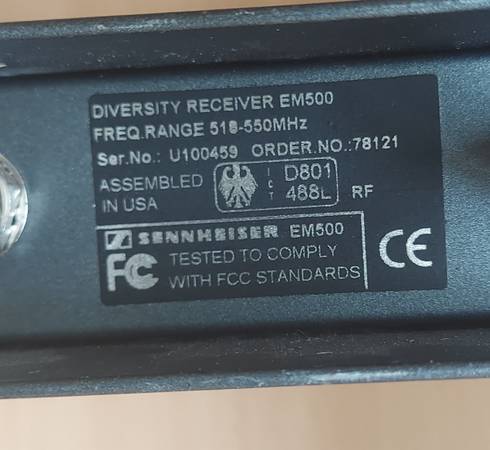 DIVERSITY RECEIVER EM500
FREQ.RANGE 518-550MHz
Ser.No.: U100459 ORDER.NO.:78121
ASSEMBLED
IN USA
I
C
T
D801
488L
RF
SENNHEISER EM500
FC TESTED TO COMPLY
WITH FCC STANDARDS
CE